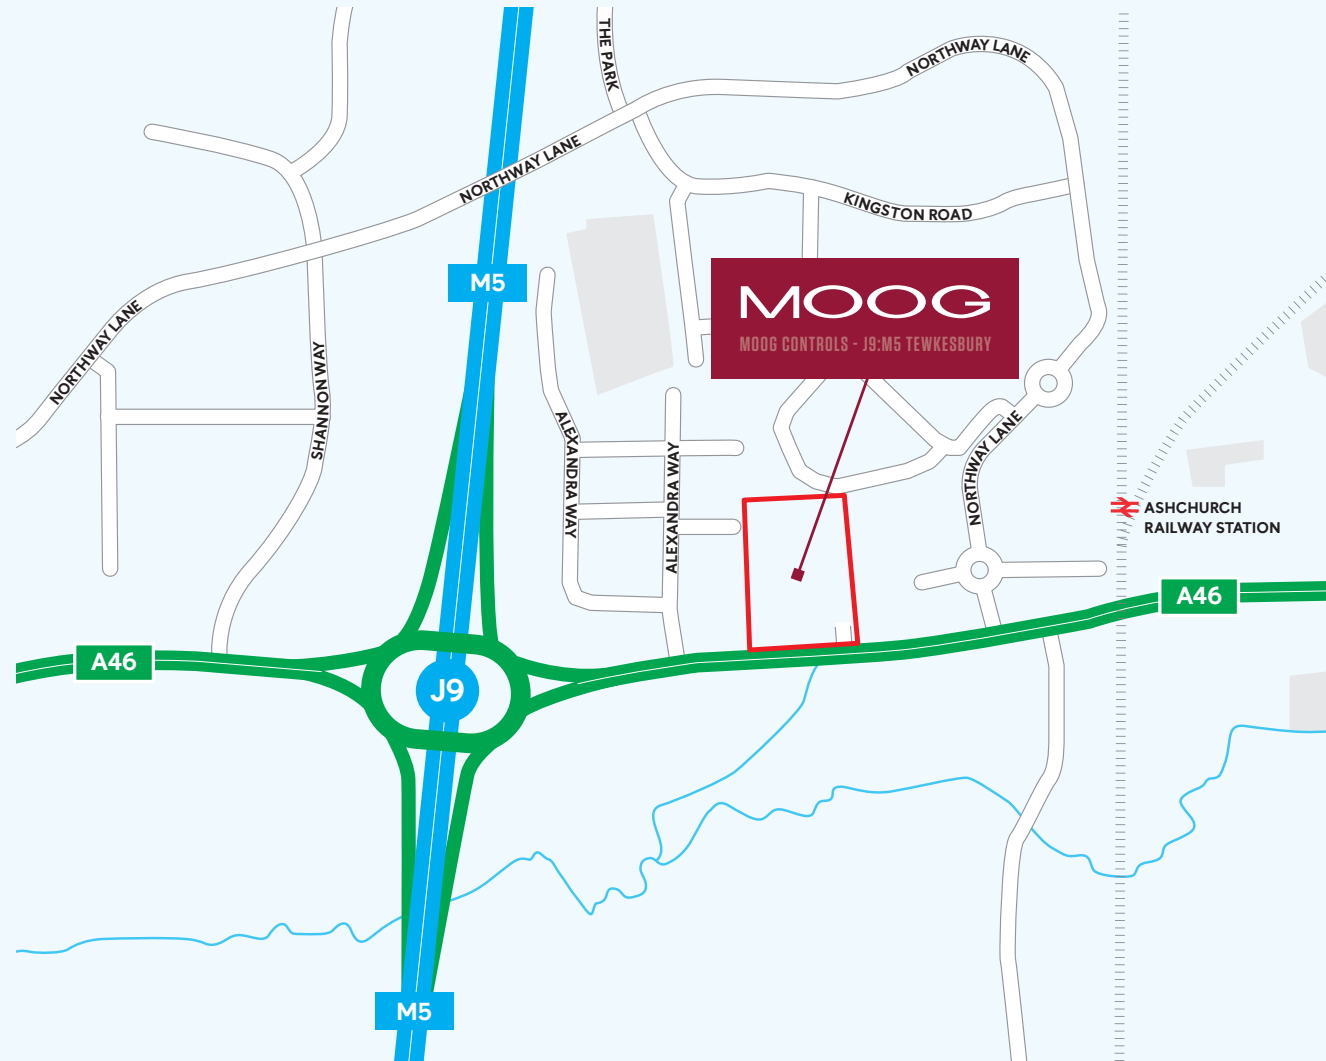 THE PARK
NORTHWAY LANE
NORTHWAY LANE
KINGSTON ROAD
M5
MOOG
MOOG CONTROLS - J9:M5 TEWKESBURY
NORTHWAY LANE
SHANNON WAY
ALEXANDRA WAY
ALEXANDRA WAY
NORTHWAY LANE
ASHCHURCH
RAILWAY STATION
A46
A46
J9
M5